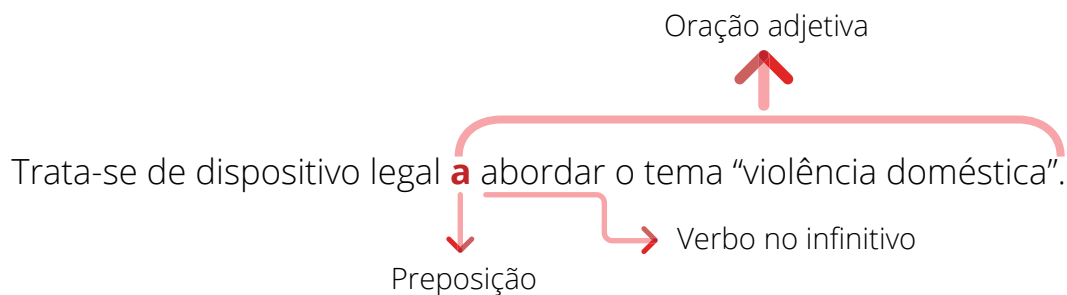 Oração adjetiva
Trata-se de dispositivo legal a abordar o tema “violência doméstica”.
Verbo no infinitivo
Preposição